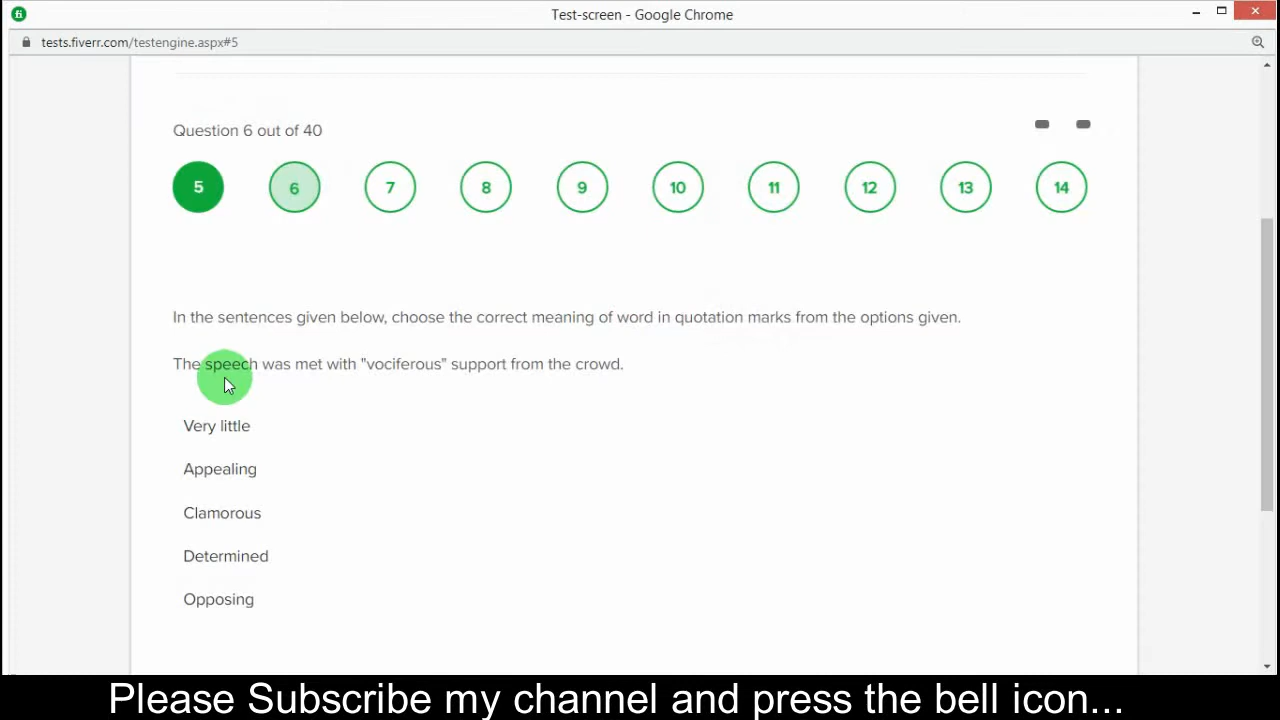 fi
Test-screen - Google Chrome
tests.fiverr.com/testengine.aspx#5
Question 6 out of 40
5 6 7 8 9 10 11 12 13 14
In the sentences given below, choose the correct meaning of word in quotation marks from the options given.
The speech was met with "vociferous" support from the crowd.
Very little
Appealing
Clamorous
Determined
Opposing
Please Subscribe my channel and press the bell icon...